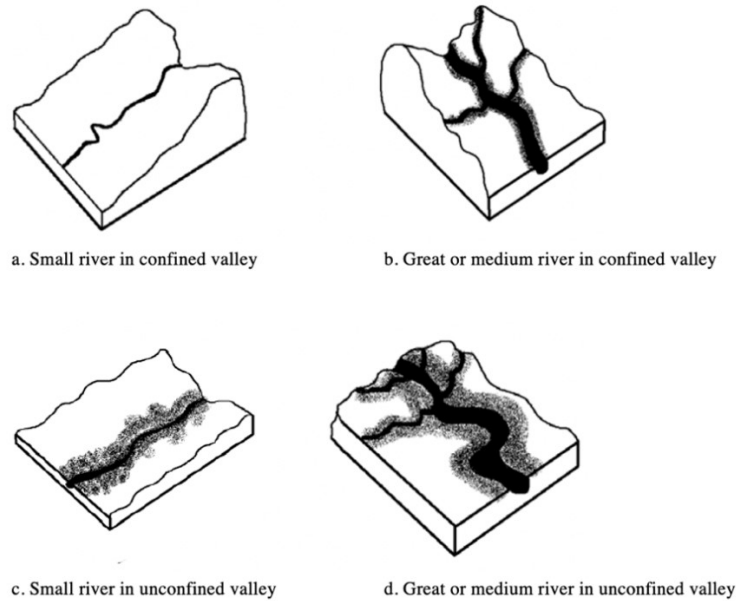 a. Small river in confined valley
b. Great or medium river in confined valley
c. Small river in unconfined valley
d. Great or medium river in unconfined valley